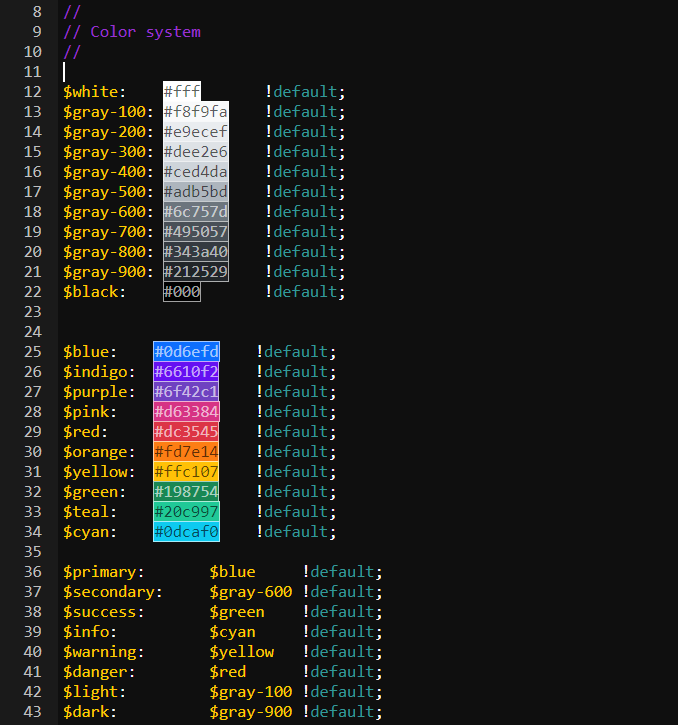 8 //
9 // Color system
10 //
11
12 $white: #fff !default;
13 $gray-100: #f8f9fa !default;
14 $gray-200: #e9ecef !default;
15 $gray-300: #dee2e6 !default;
16 $gray-400: #ced4da !default;
17 $gray-500: #adb5bd !default;
18 $gray-600: #6c757d !default;
19 $gray-700: #495057 !default;
20 $gray-800: #343a40 !default;
21 $gray-900: #212529 !default;
22 $black: #000 !default;
23
24
25 $blue: #0d6efd !default;
26 $indigo: #6610f2 !default;
27 $purple: #6f42c1 !default;
28 $pink: #d63384 !default;
29 $red: #dc3545 !default;
30 $orange: #fd7e14 !default;
31 $yellow: #ffc107 !default;
32 $green: #198754 !default;
33 $teal: #20c997 !default;
34 $cyan: #0dcaf0 !default;
35
36 $primary: $blue !default;
37 $secondary: $gray-600 !default;
38 $success: $green !default;
39 $info: $cyan !default;
40 $warning: $yellow !default;
41 $danger: $red !default;
42 $light: $gray-100 !default;
43 $dark: $gray-900 !default;